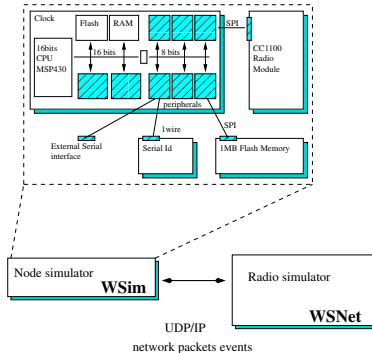 Clock
Flash
RAM
SPI
16bits
CPU
MSP430
16 bits
8 bits
CC1100
Radio
Module
peripherals
1wire
SPI
External Serial
interface
Serial Id
1MB Flash Memory
Node simulator
WSim
Radio simulator
WSNet
UDP/IP
network packets events